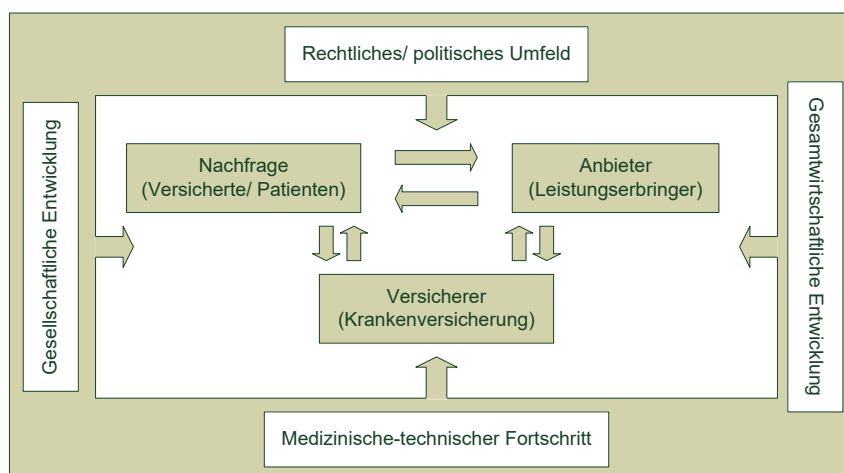 Rechtliches/ politisches Umfeld
Gesellschaftliche Entwicklung
Gesamtwirtschaftliche Entwicklung
Nachfrage
(Versicherte/ Patienten)
Anbieter
(Leistungserbringer)
Versicherer
(Krankenversicherung)
Medizinische-technischer Fortschritt